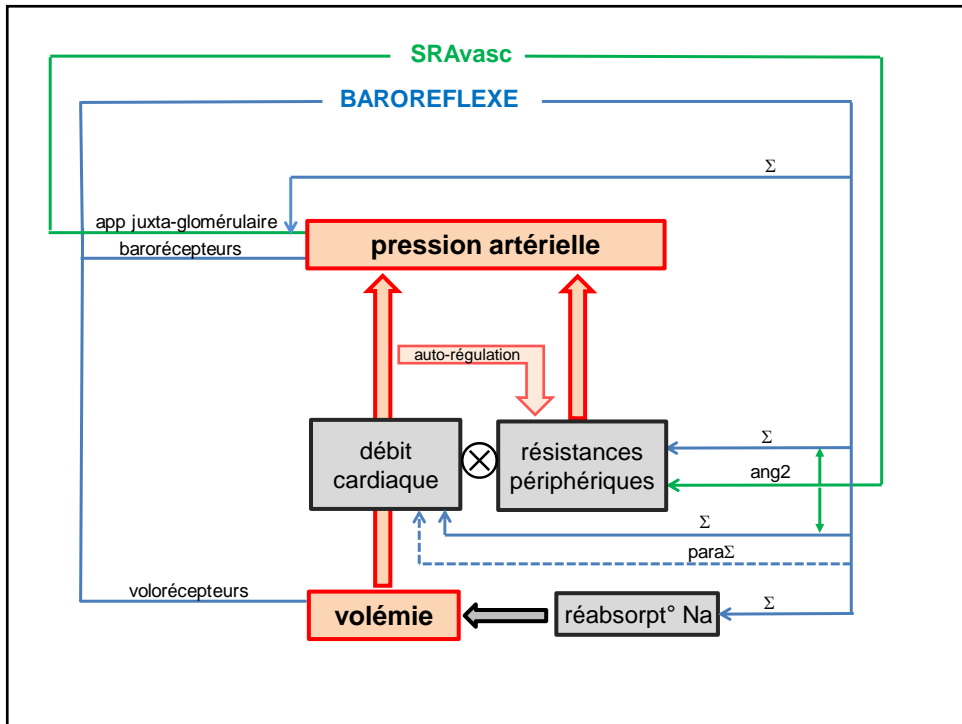 SRAvasc
BAROREFLEXE
Σ
app juxta-glomérulaire
barorécepteurs
pression artérielle
auto-régulation
débit
cardiaque
résistances
périphériques
Σ
ang2
Σ
paraΣ
volorécepteurs
volémie
réabsorpt° Na
Σ